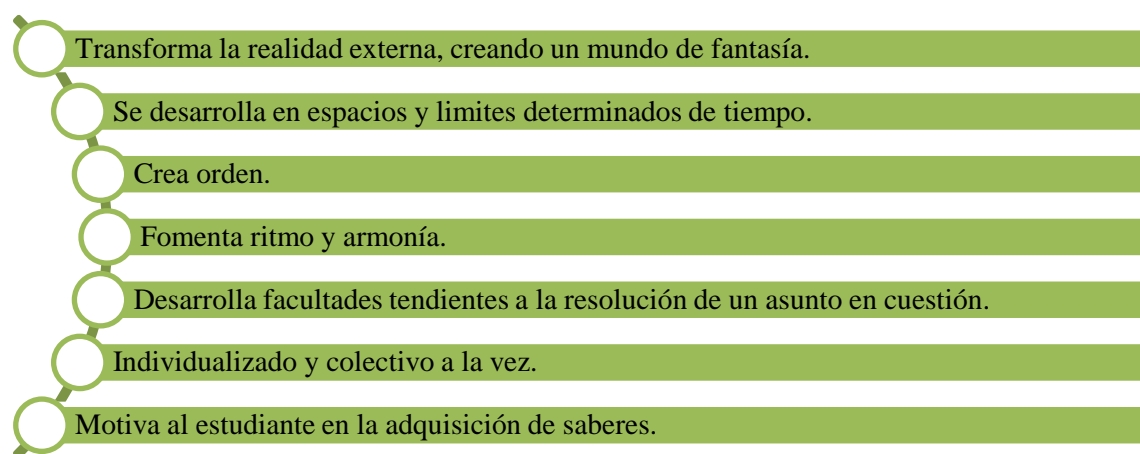 Transforma la realidad externa, creando un mundo de fantasía.
Se desarrolla en espacios y limites determinados de tiempo.
Crea orden.
Fomenta ritmo y armonía.
Desarrolla facultades tendientes a la resolución de un asunto en cuestión.
Individualizado y colectivo a la vez.
Motiva al estudiante en la adquisición de saberes.